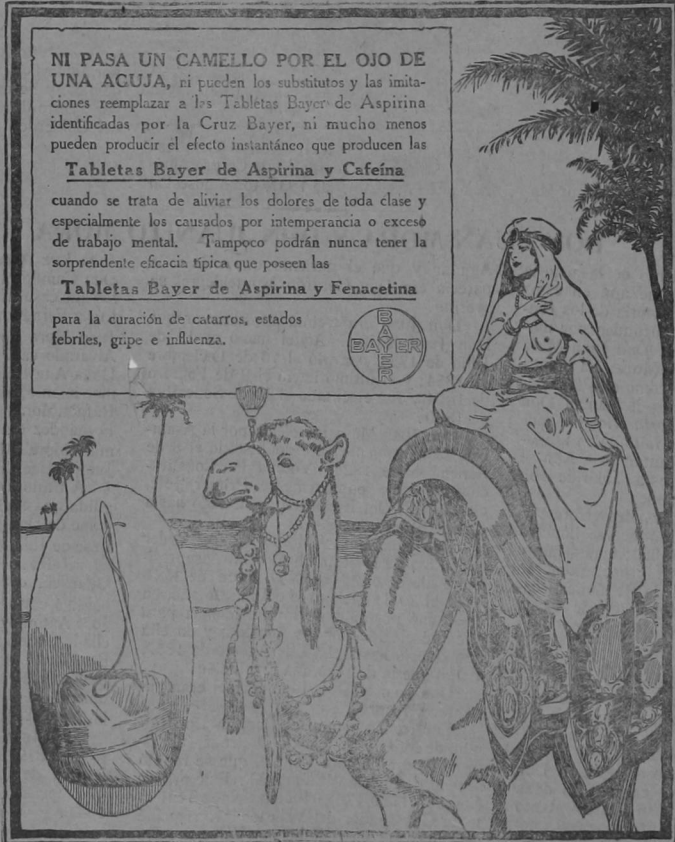 NI PASA UN CAMELLO POR EL OJO DE
UNA AGUJA, ni pueden los substitutos y las imita-
ciones reemplazar a las Tabletas Bayer de Aspirina
identificadas por la Cruz Bayer, ni mucho menos
pueden producir el efecto instantáneo que producen las
Tabletas Bayer de Aspirina y Cafeína
cuando se trata de aliviar los dolores de toda clase y
especialmente los causados por intemperancia o exceso
de trabajo mental. Tampoco podrán nunca tener la
sorprendente eficacia típica que poseen las
Tabletas Bayer de Aspirina y Fenacetina
para la curación de catarros, estados
febriles, gripe e influenza.
BAYER
BAYER